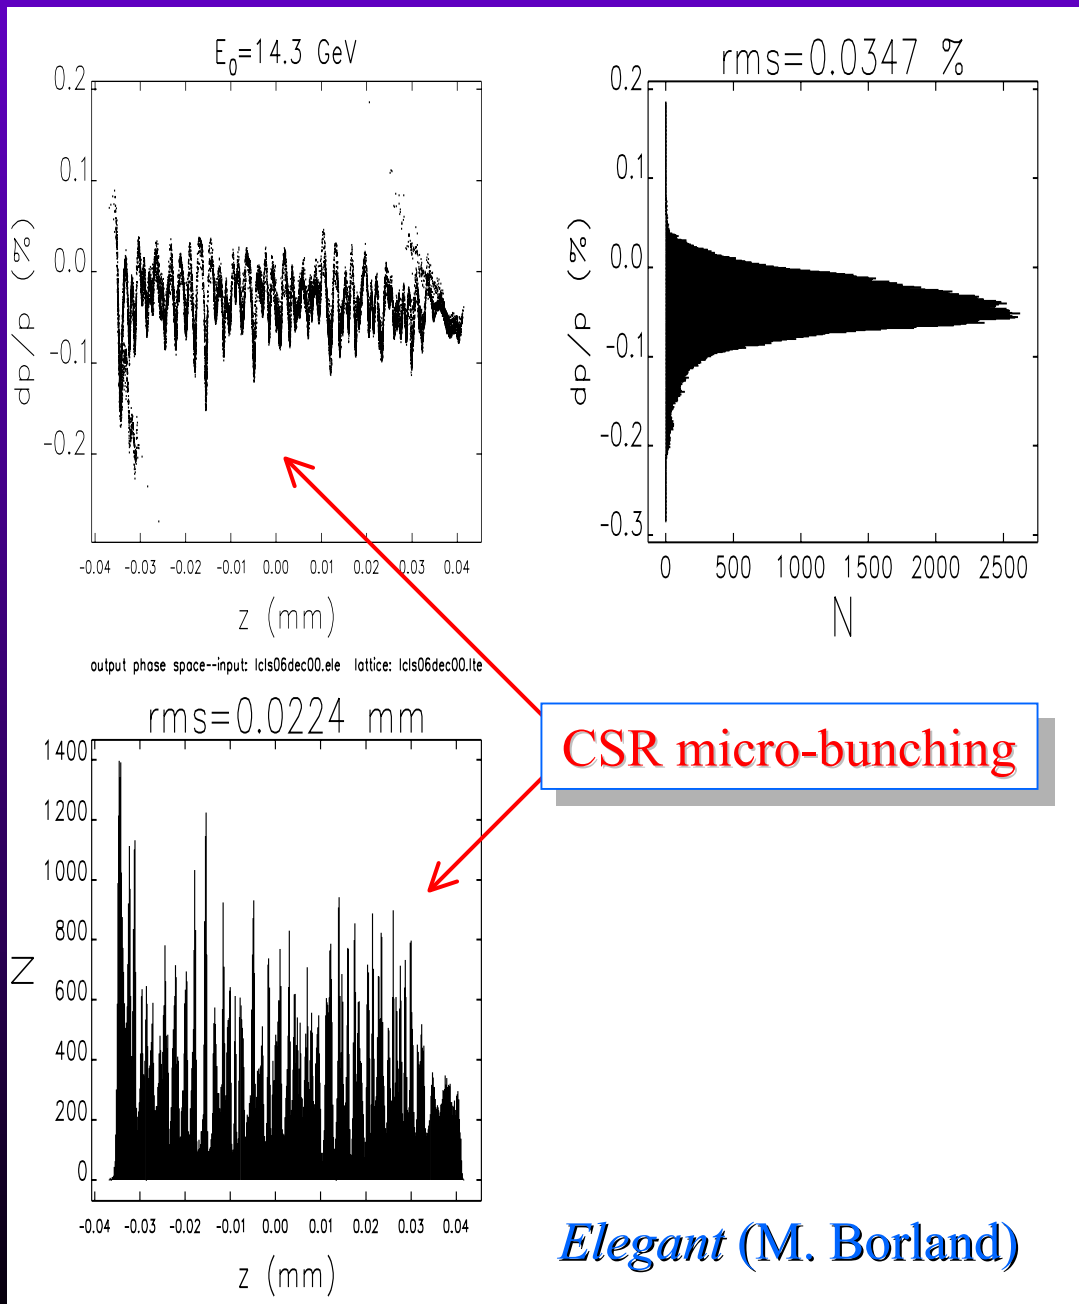 E0=14.3 GeV
0.2
0.1
0.0
-0.1
-0.2
dp/p (%)
-0.04 -0.03 -0.02 -0.01 0.00 0.01 0.02 0.03 0.04
z (mm)
rms=0.0347 %
0.2
0.1
0.0
-0.1
-0.2
-0.3
dp/p (%)
0 500 1000 1500 2000 2500
N
output phase space--input: lcls06dec00.ele lattice: lcls06dec00.lte
rms=0.0224 mm
1400
1200
1000
800
600
400
200
0
N
-0.04 -0.03 -0.02 -0.01 0.00 0.01 0.02 0.03 0.04
z (mm)
CSR micro-bunching
Elegant (M. Borland)